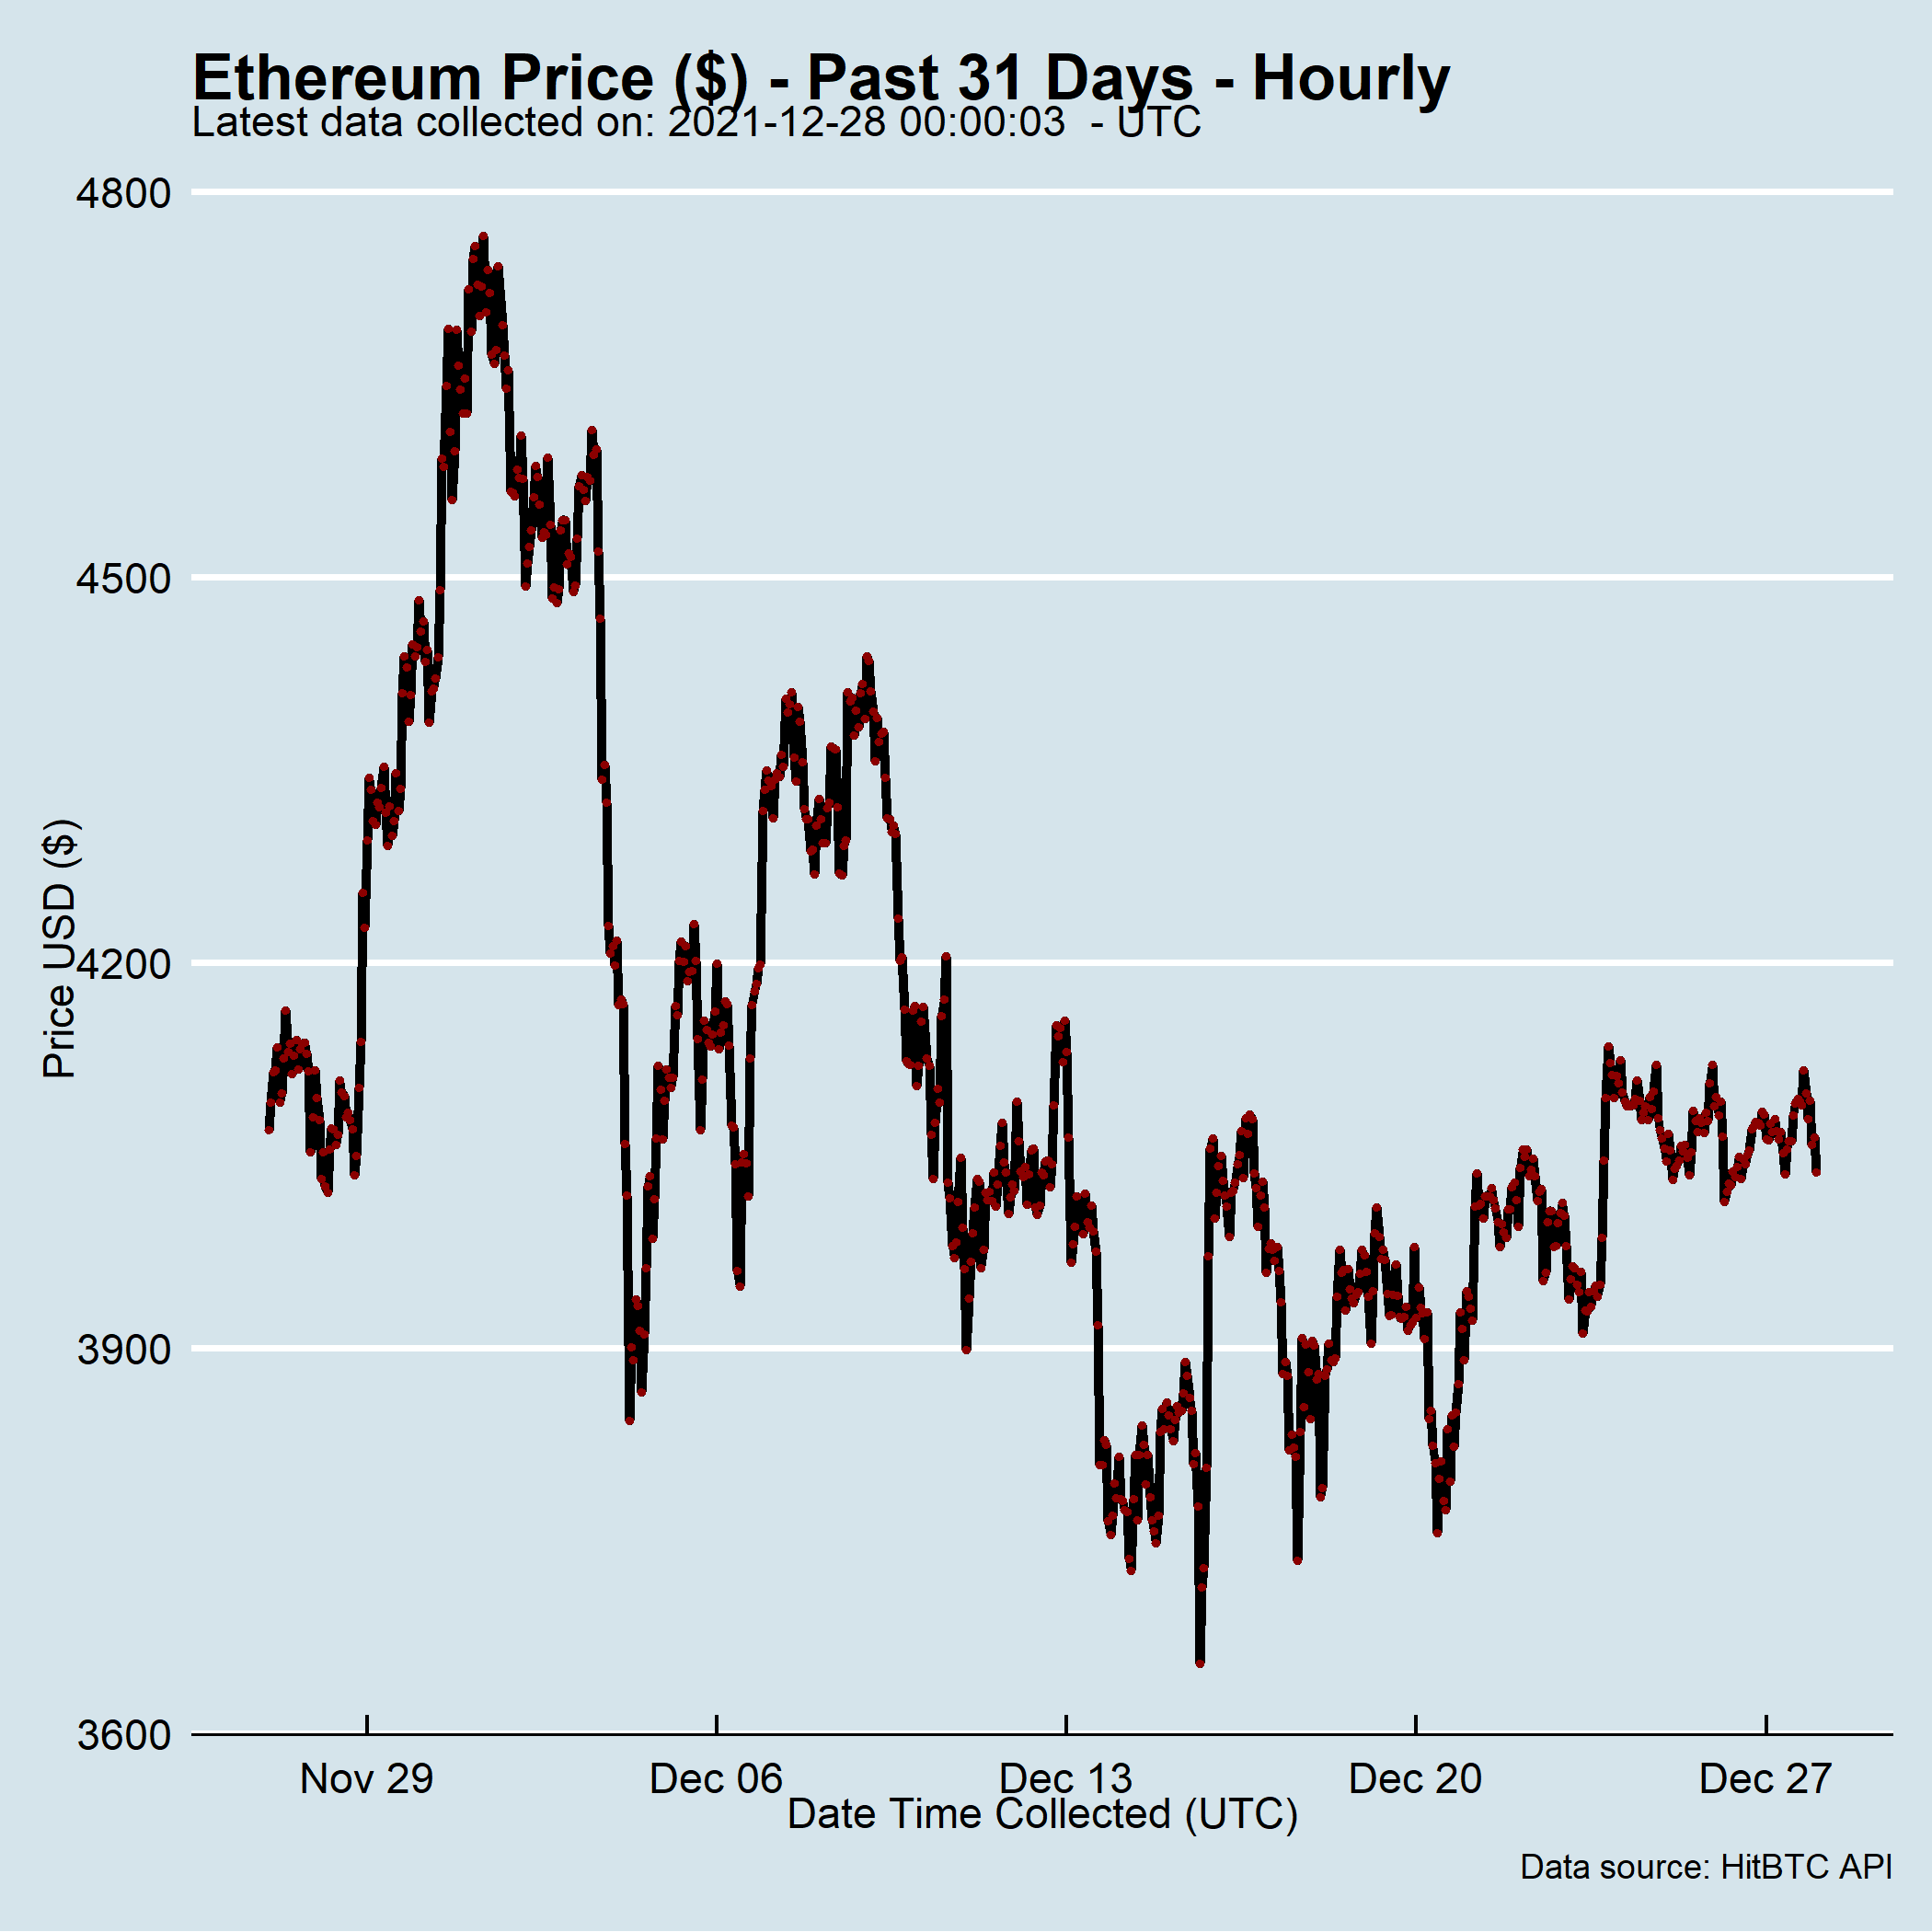 Ethereum Price ($) - Past 31 Days - Hourly
Latest data collected on: 2021-12-28 00:00:03  - UTC
Price USD ($)
4800
4500
4200
3900
3600
Nov 29
Dec 06
Dec 13
Dec 20
Dec 27
Date Time Collected (UTC)
Data source: HitBTC API